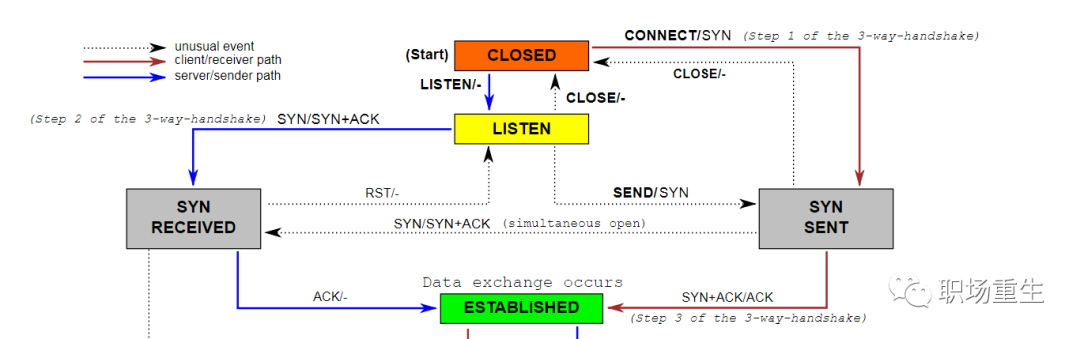 unusual event
client/receiver path
server/sender path
(Start)
CLOSED
CONNECT/SYN (Step 1 of the 3-way-handshake)
CLOSE/-
LISTEN/-
CLOSE/-
(Step 2 of the 3-way-handshake) SYN/SYN+ACK
LISTEN
SYN
RECEIVED
RST/-
SEND/SYN
SYN
SENT
SYN/SYN+ACK (simultaneous open)
Data exchange occurs
ACK/-
ESTABLISHED
SYN+ACK/ACK
(Step 3 of the 3-way-handshake)
职场重生